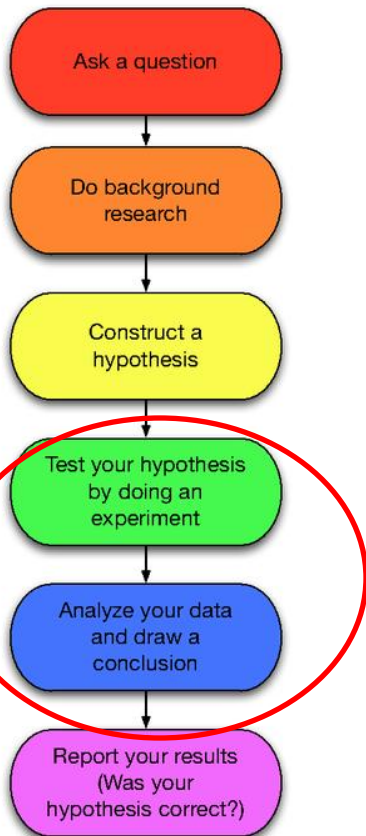 Ask a question
Do background
research
Construct a
hypothesis
Test your hypothesis
by doing an
experiment
Analyze your data
and draw a
conclusion
Report your results
(Was your
hypothesis correct?)